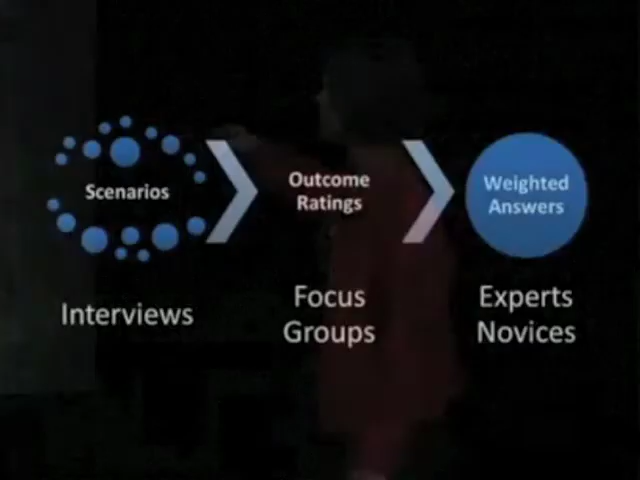 Scenarios
Outcome
Ratings
Weighted
Answers
Interviews
Focus
Groups
Experts
Novices